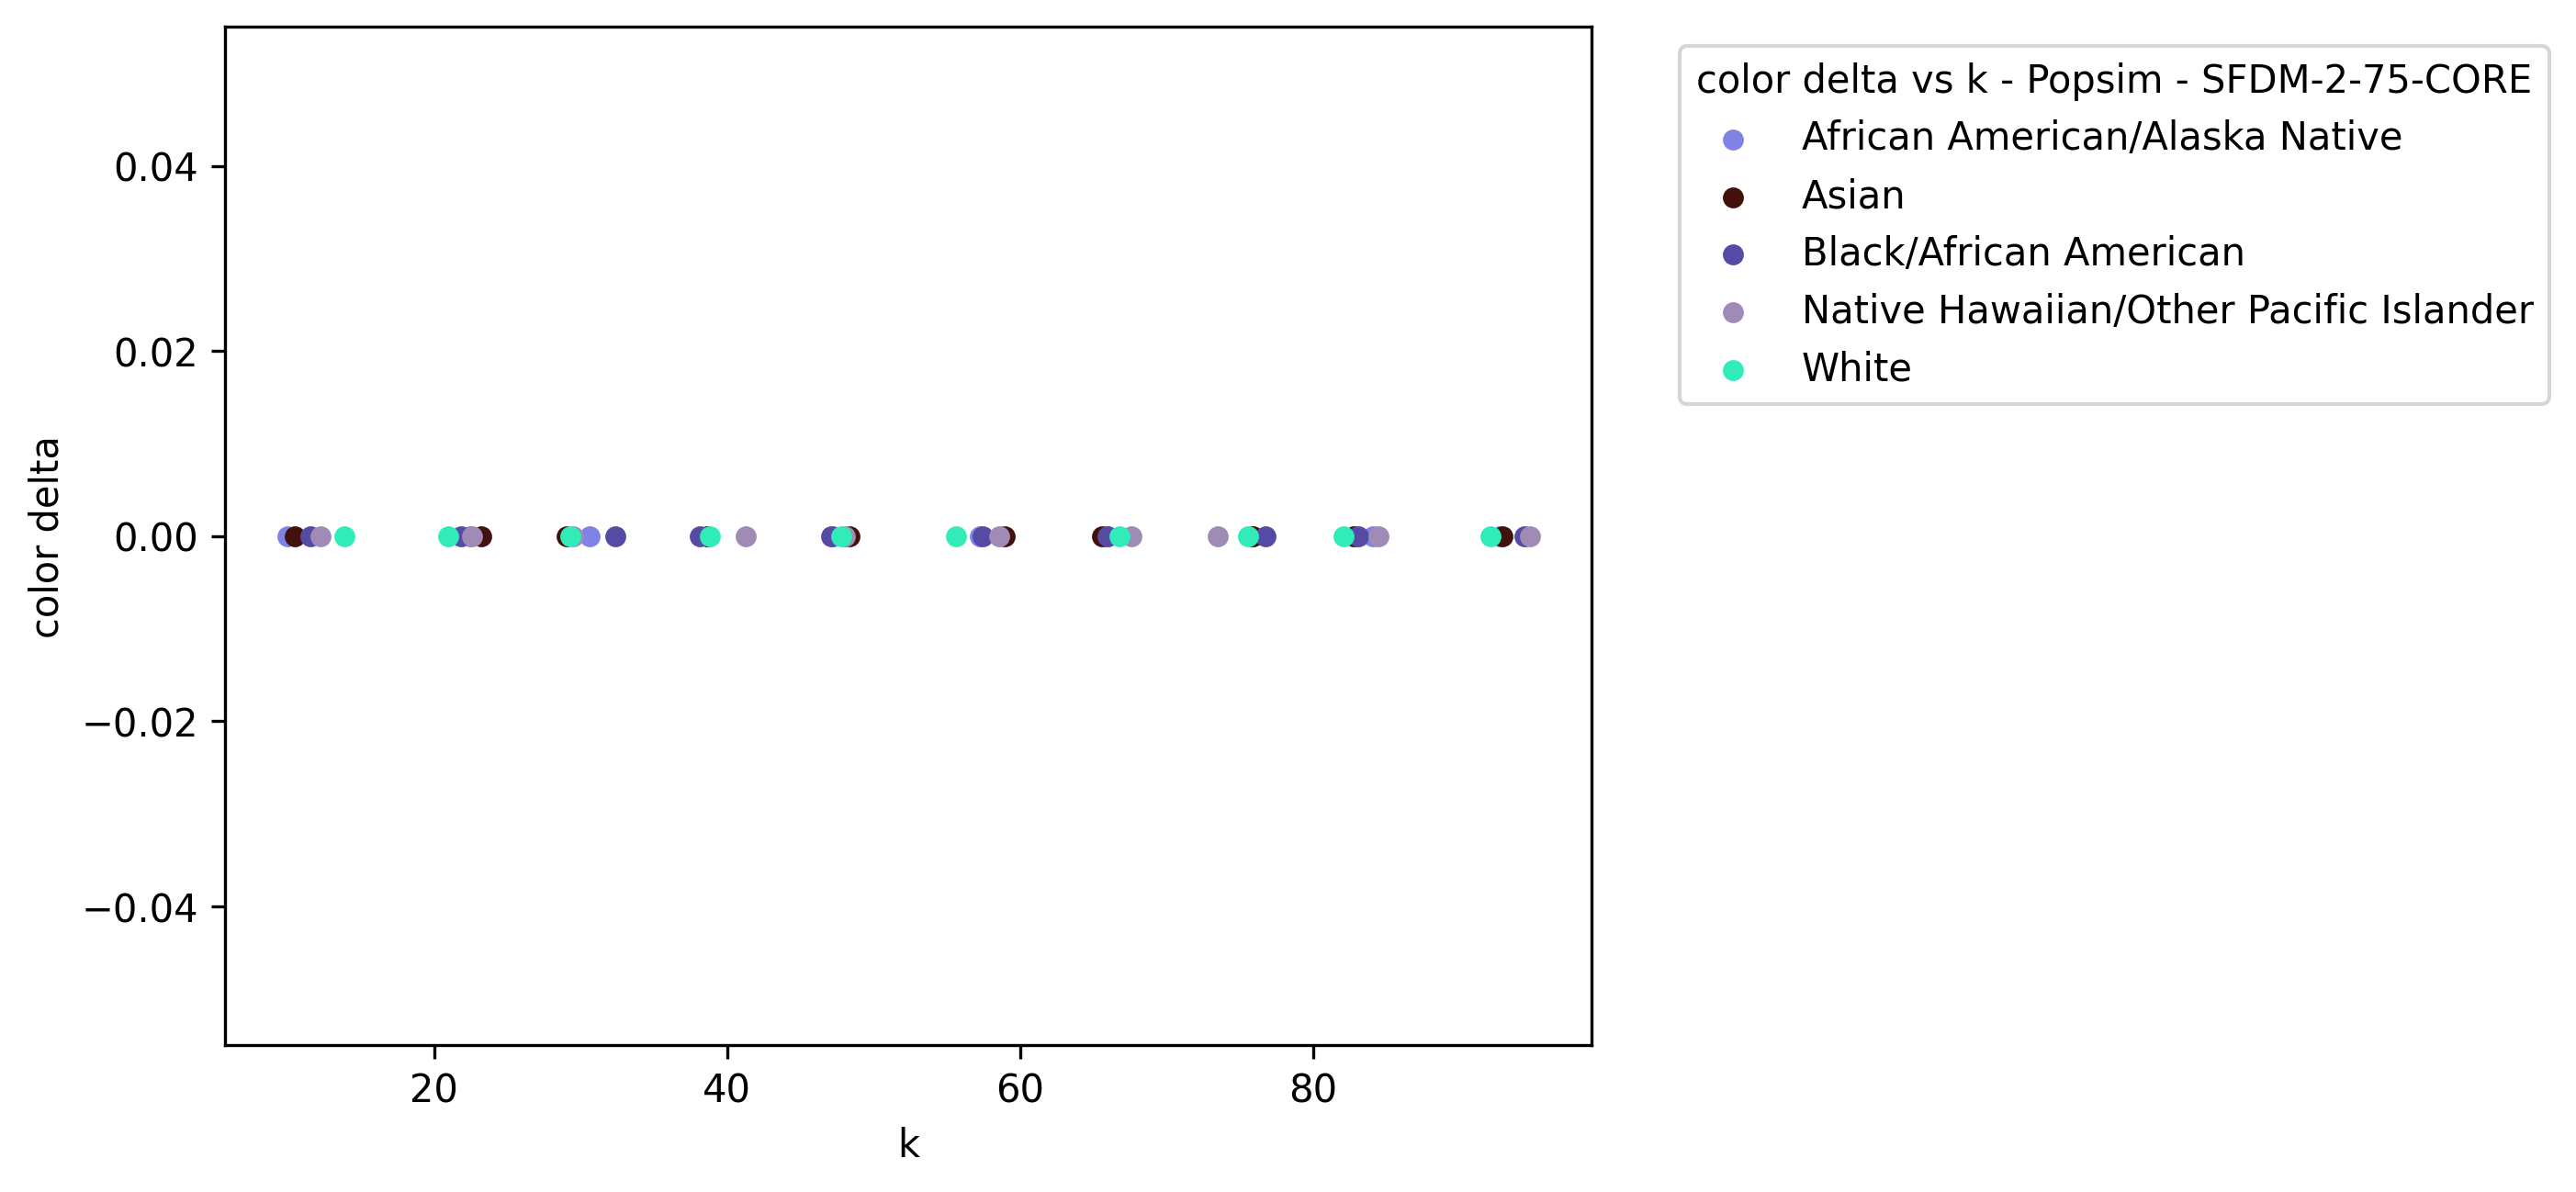 color delta vs k - Popsim - SFDM-2-75-CORE
African American/Alaska Native
Asian
Black/African American
Native Hawaiian/Other Pacific Islander
White
0.04
0.02
0.00
−0.02
−0.04
color delta
20 40 60 80
k